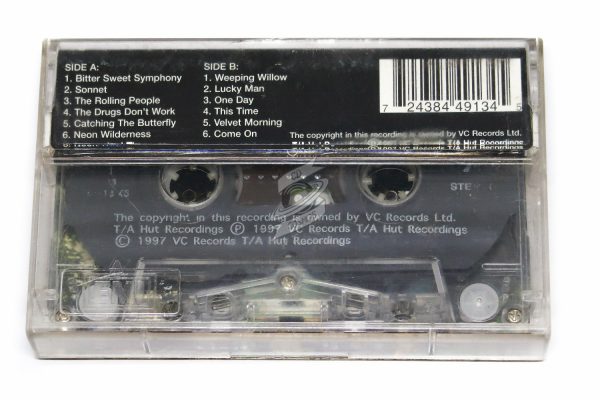 SIDE A:
1. Bitter Sweet Symphony
2. Sonnet
3. The Rolling People
4. The Drugs Don't Work
5. Catching The Butterfly
6. Neon Wilderness
SIDE B:
1. Weeping Willow
2. Lucky Man
3. One Day
4. This Time
5. Velvet Morning
6. Come On
7 24384 49134 5
The copyright in this recording is owned by VC Records Ltd.
The copyright in this recording is owned by VC Records Ltd.
T/A Hut Recordings Ⓟ 1997 VC Records T/A Hut Recordings
© 1997 VC Records T/A Hut Recordings